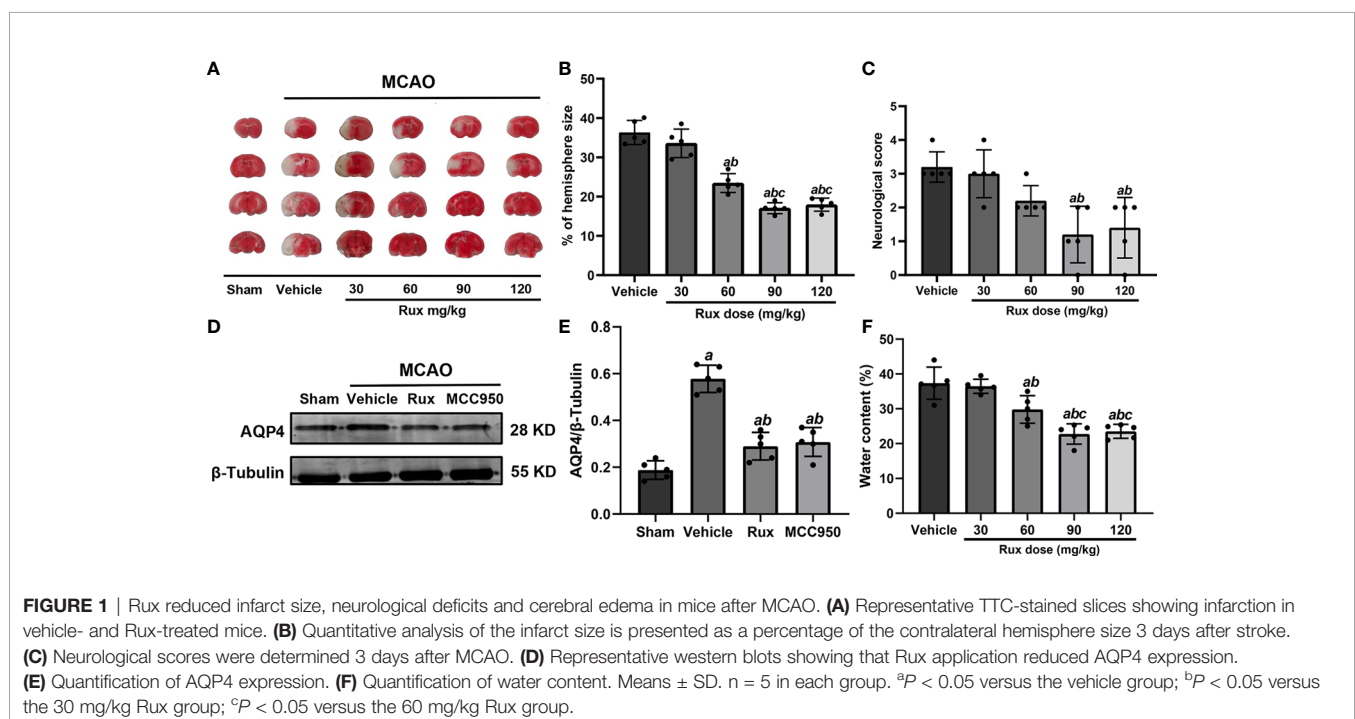 A
MCAO
Sham Vehicle 30 60 90 120
Rux mg/kg
B
% of hemisphere size
50
40
30
20
10
0
ab
abc
abc
Vehicle 30 60 90 120
Rux dose (mg/kg)
C
Neurological score
5
4
3
2
1
0
ab
ab
Vehicle 30 60 90 120
Rux dose (mg/kg)
D
MCAO
Sham Vehicle Rux MCC950
AQP4 28 KD
β-Tubulin 55 KD
E
AQP4/β-Tubulin
0.8
0.6
0.4
0.2
0.0
a
ab
ab
Sham Vehicle Rux MCC950
F
Water content (%)
50
40
30
20
10
0
ab
abc
abc
Vehicle 30 60 90 120
Rux dose (mg/kg)
FIGURE 1 | Rux reduced infarct size, neurological deficits and cerebral edema in mice after MCAO. (A) Representative TTC-stained slices showing infarction in
vehicle- and Rux-treated mice. (B) Quantitative analysis of the infarct size is presented as a percentage of the contralateral hemisphere size 3 days after stroke.
(C) Neurological scores were determined 3 days after MCAO. (D) Representative western blots showing that Rux application reduced AQP4 expression.
(E) Quantification of AQP4 expression. (F) Quantification of water content. Means ± SD. n = 5 in each group. aP < 0.05 versus the vehicle group; bP < 0.05 versus
the 30 mg/kg Rux group; cP < 0.05 versus the 60 mg/kg Rux group.